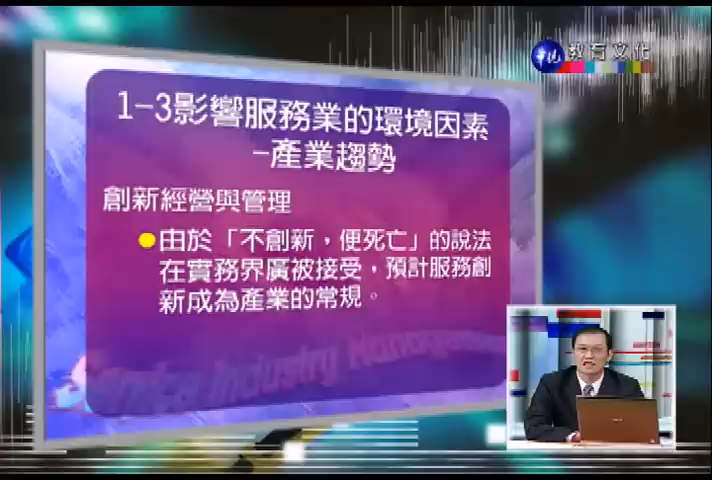 華視 教育文化
1-3影響服務業的環境因素
-產業趨勢
創新經營與管理
由於「不創新，便死亡」的說法
在實務界廣被接受，預計服務創
新成為產業的常規。
Service Industry Manage